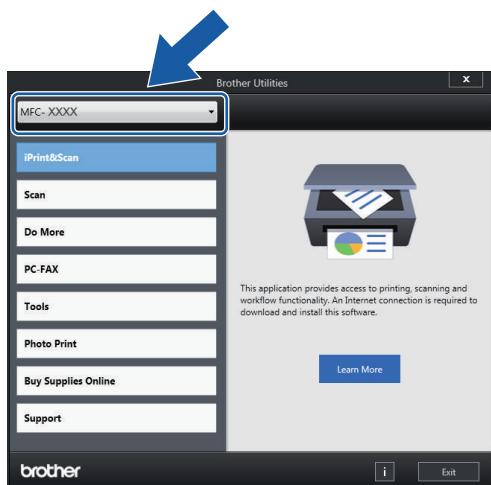 Brother Utilities
x
MFC- XXXX
iPrint&Scan
Scan
Do More
PC-FAX
Tools
Photo Print
Buy Supplies Online
Support
This application provides access to printing, scanning and
workflow functionality. An Internet connection is required to
download and install this software.
Learn More
brother
i
Exit